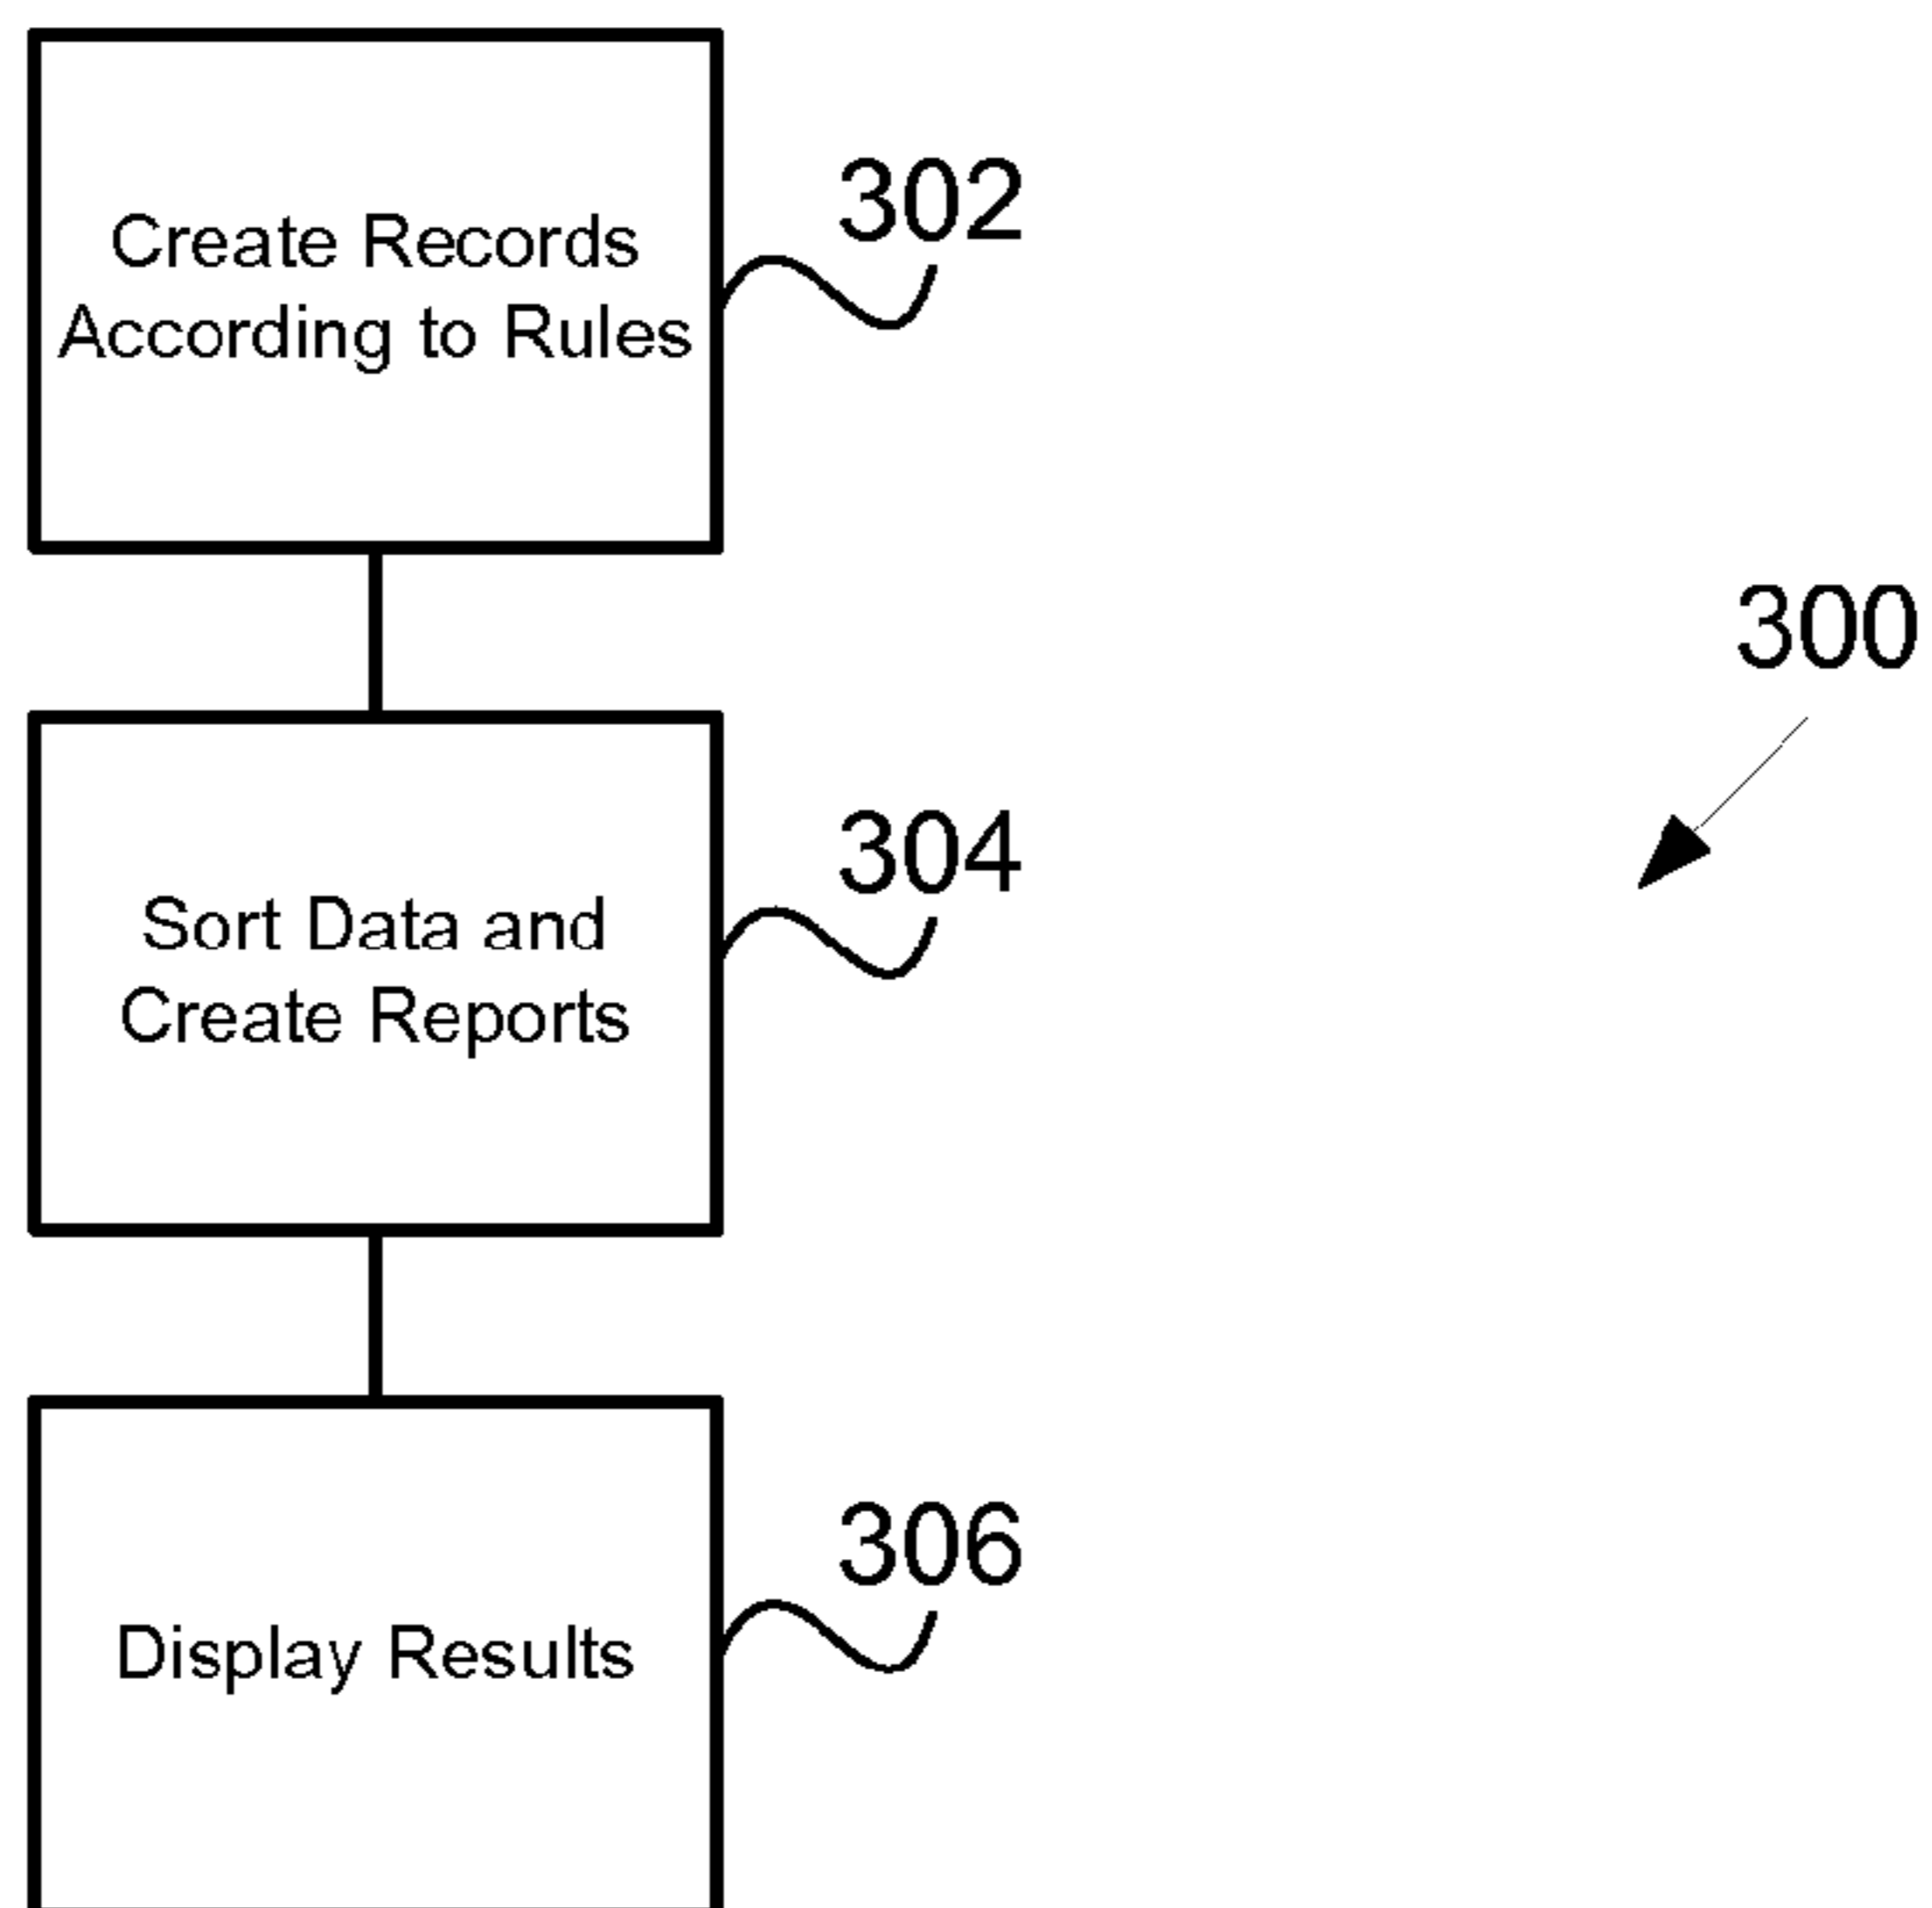 Create Records
According to Rules
302
300
Sort Data and
Create Reports
304
Display Results
306